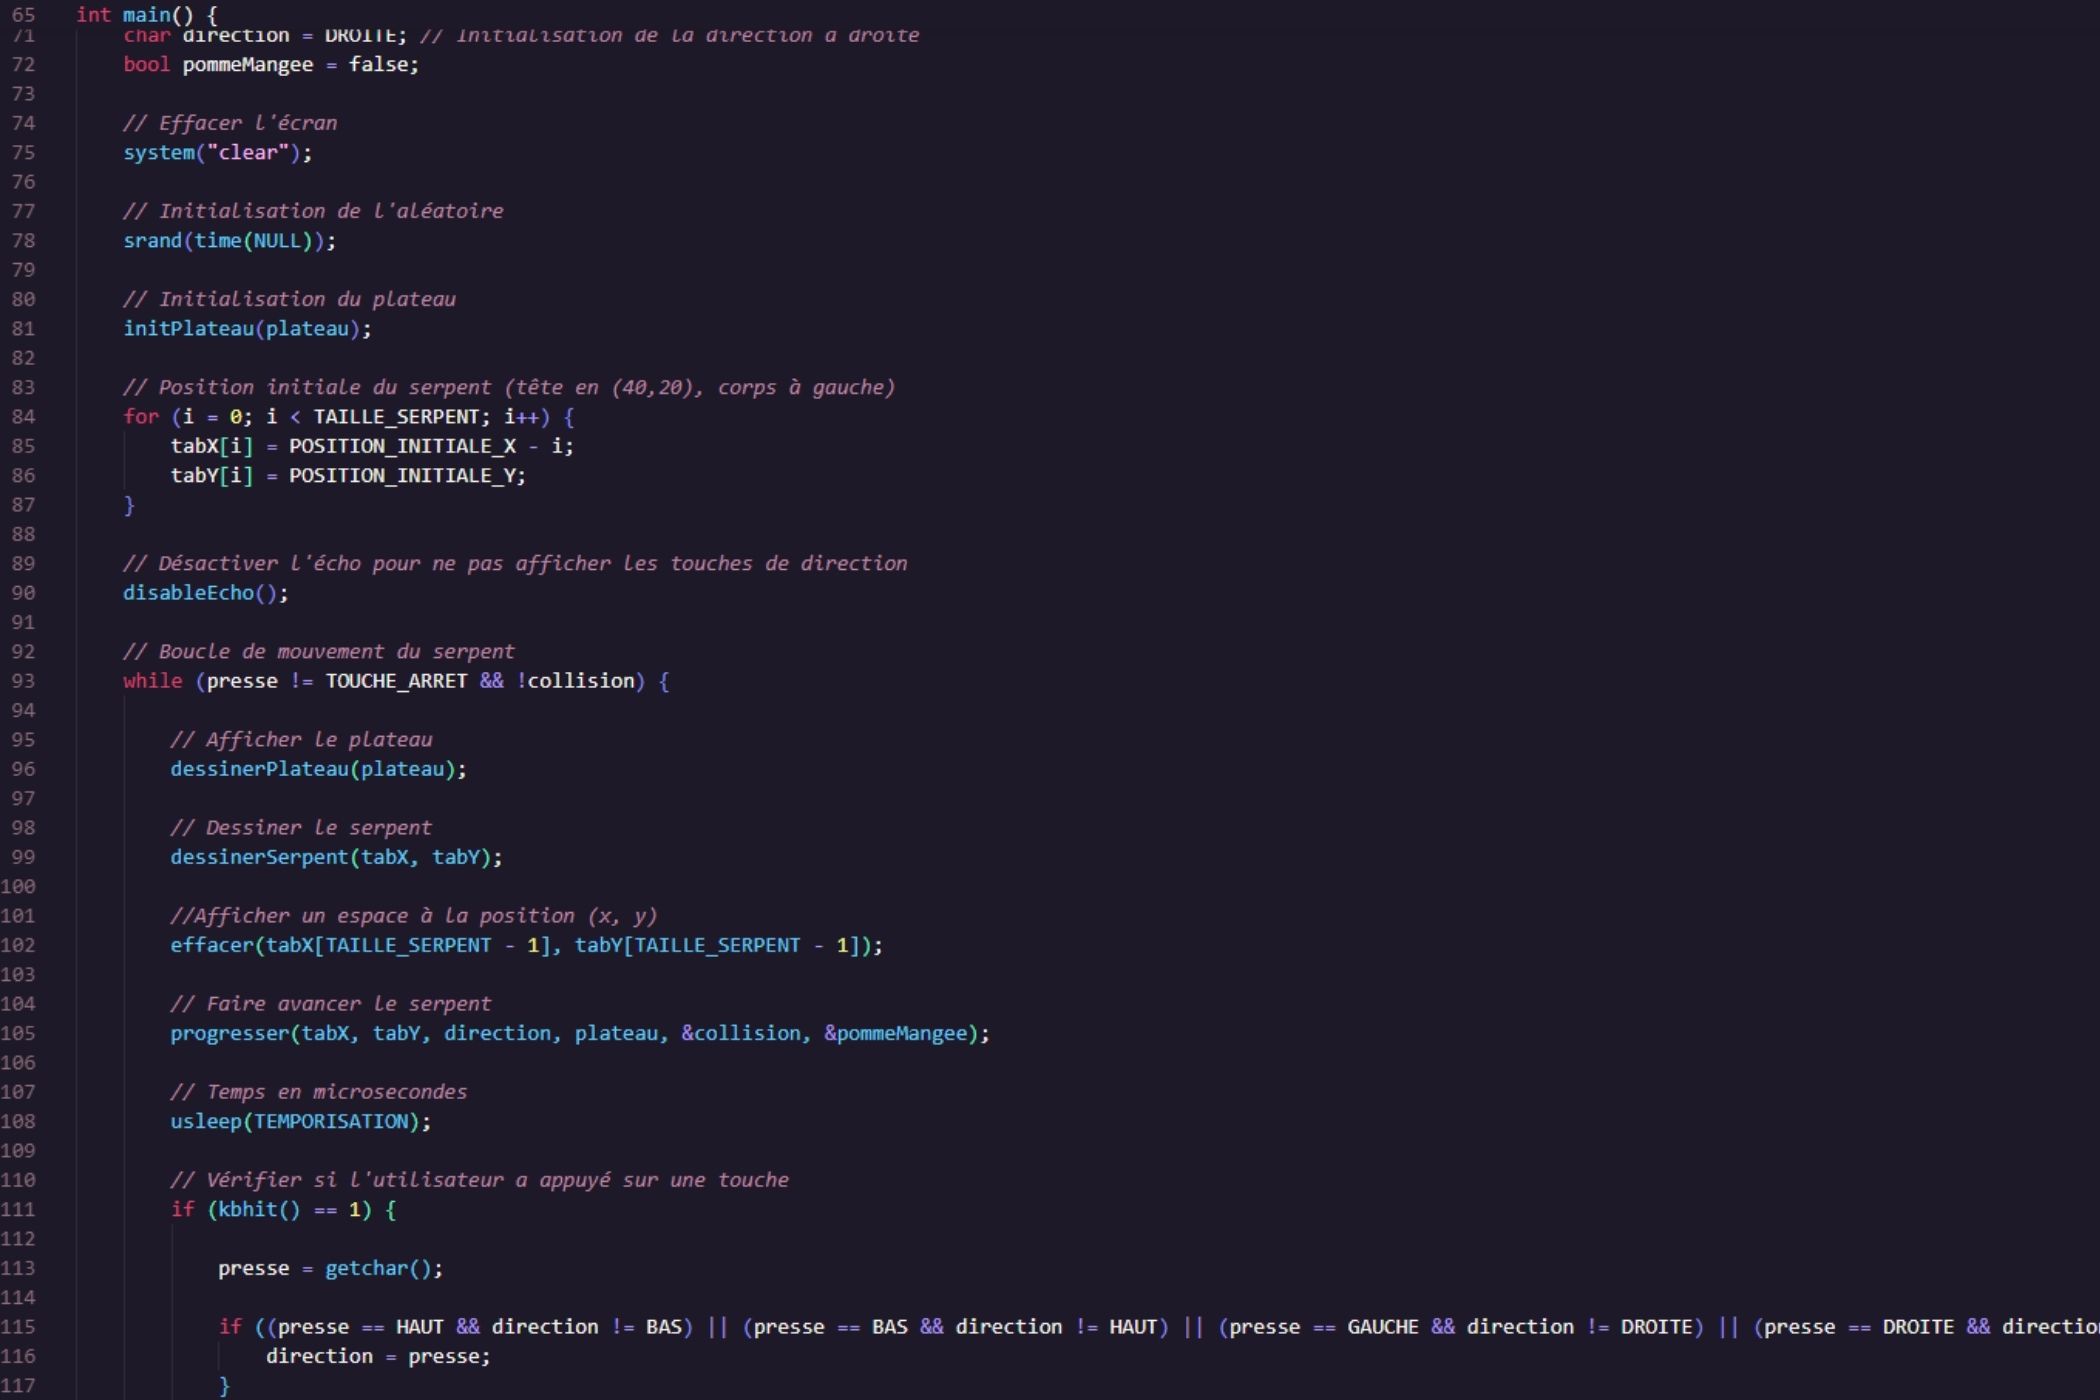 65 int main() {
71 char direction = DROITE; // Initialisation de la direction à droite
72 bool pommeMangee = false;
73
74 // Effacer l'écran
75 system("clear");
76
77 // Initialisation de l'aléatoire
78 srand(time(NULL));
79
80 // Initialisation du plateau
81 initPlateau(plateau);
82
83 // Position initiale du serpent (tête en (40,20), corps à gauche)
84 for (i = 0; i < TAILLE_SERPENT; i++) {
85 tabX[i] = POSITION_INITIALE_X - i;
86 tabY[i] = POSITION_INITIALE_Y;
87 }
88
89 // Désactiver l'écho pour ne pas afficher les touches de direction
90 disableEcho();
91
92 // Boucle de mouvement du serpent
93 while (presse != TOUCHE_ARRET && !collision) {
94
95 // Afficher le plateau
96 dessinerPlateau(plateau);
97
98 // Dessiner le serpent
99 dessinerSerpent(tabX, tabY);
100
101 //Afficher un espace à la position (x, y)
102 effacer(tabX[TAILLE_SERPENT - 1], tabY[TAILLE_SERPENT - 1]);
103
104 // Faire avancer le serpent
105 progresser(tabX, tabY, direction, plateau, &collision, &pommeMangee);
106
107 // Temps en microsecondes
108 usleep(TEMPORISATION);
109
110 // Vérifier si l'utilisateur a appuyé sur une touche
111 if (kbhit() == 1) {
112
113 presse = getchar();
114
115 if ((presse == HAUT && direction != BAS) || (presse == BAS && direction != HAUT) || (presse == GAUCHE && direction != DROITE) || (presse == DROITE && direction
116 direction = presse;
117 }